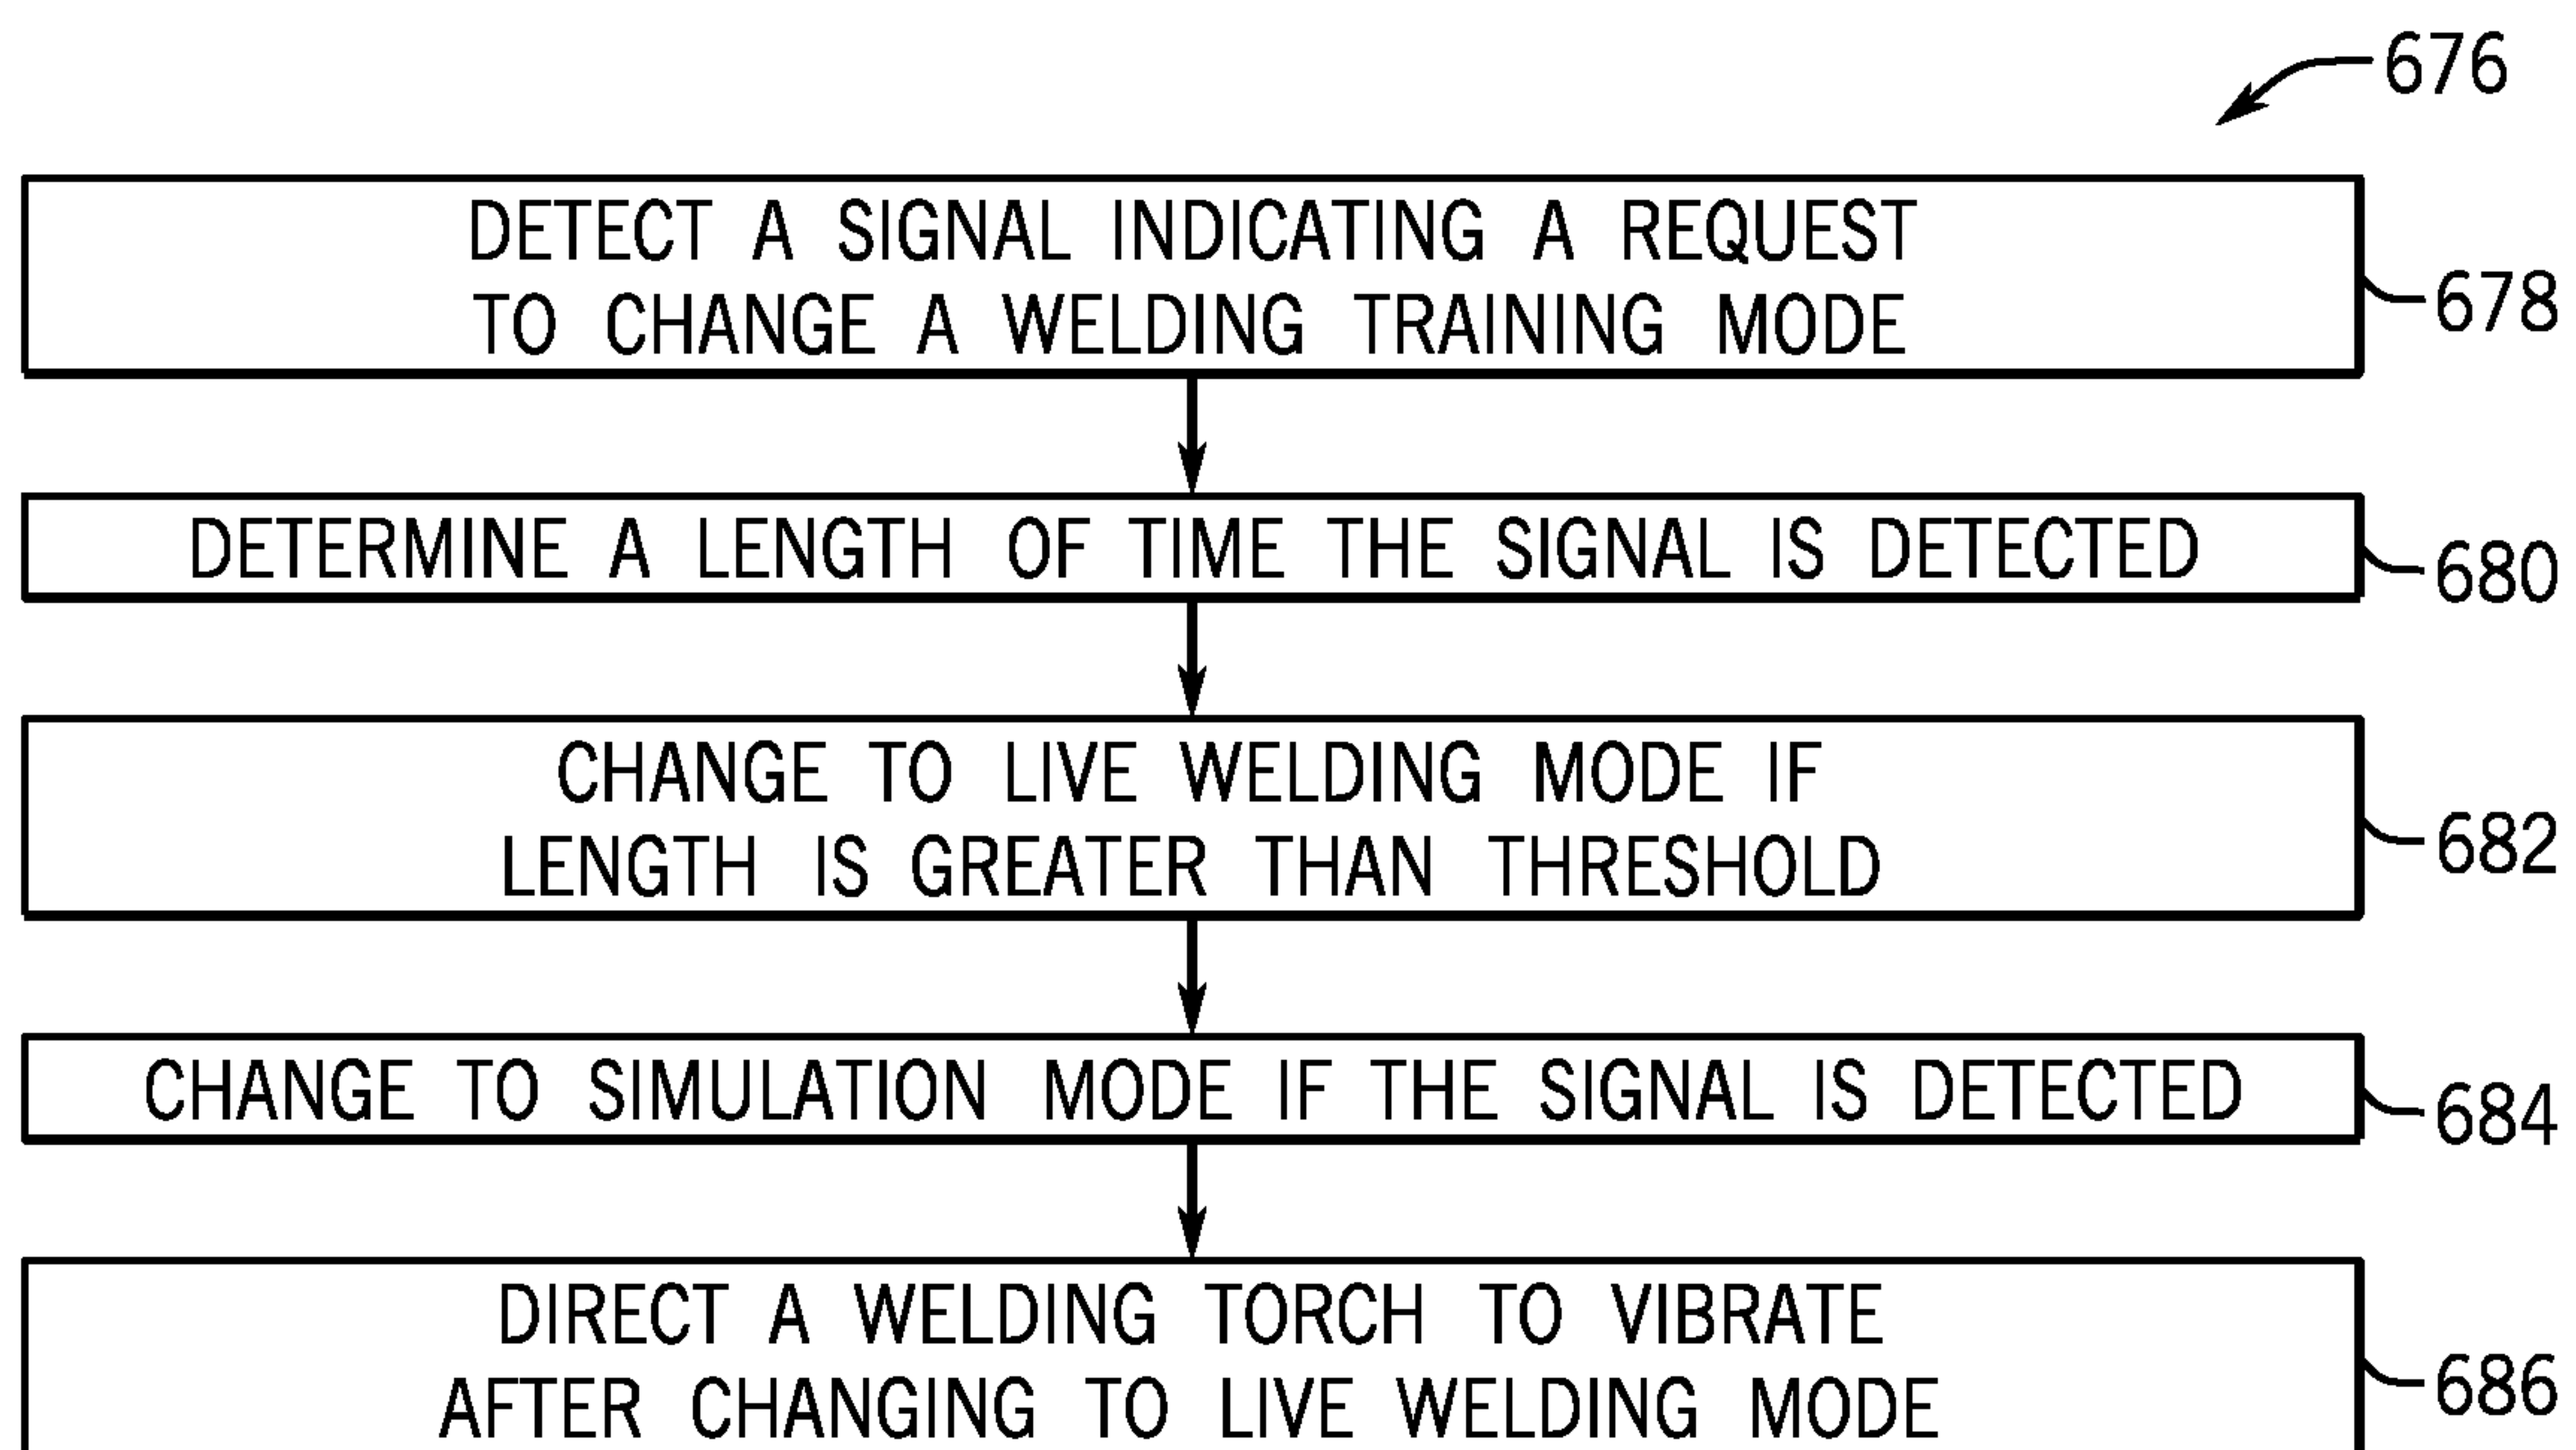 676
DETECT A SIGNAL INDICATING A REQUEST
TO CHANGE A WELDING TRAINING MODE
678
DETERMINE A LENGTH OF TIME THE SIGNAL IS DETECTED
680
CHANGE TO LIVE WELDING MODE IF
LENGTH IS GREATER THAN THRESHOLD
682
CHANGE TO SIMULATION MODE IF THE SIGNAL IS DETECTED
684
DIRECT A WELDING TORCH TO VIBRATE
AFTER CHANGING TO LIVE WELDING MODE
686